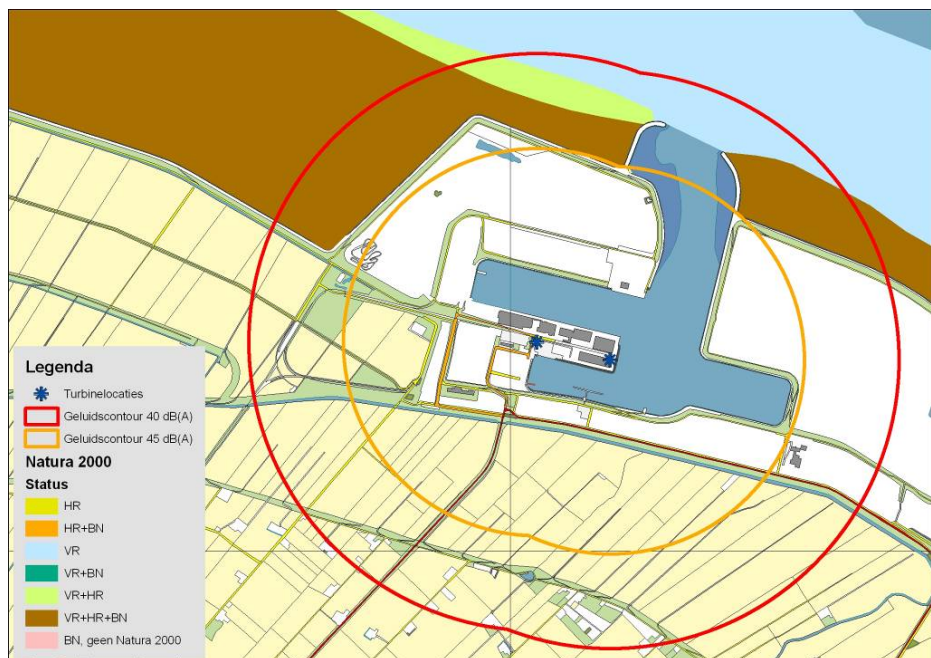 Legenda
Turbinelocaties
Geluidscontour 40 dB(A)
Geluidscontour 45 dB(A)
Natura 2000
Status
HR
HR+BN
VR
VR+BN
VR+HR
VR+HR+BN
BN, geen Natura 2000